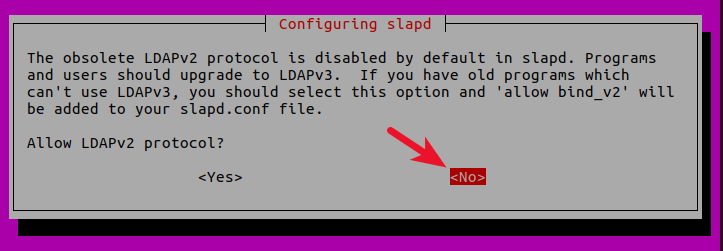 Configuring slapd
The obsolete LDAPv2 protocol is disabled by default in slapd. Programs
and users should upgrade to LDAPv3.  If you have old programs which
can't use LDAPv3, you should select this option and 'allow bind_v2' will
be added to your slapd.conf file.
Allow LDAPv2 protocol?
<Yes> <No>